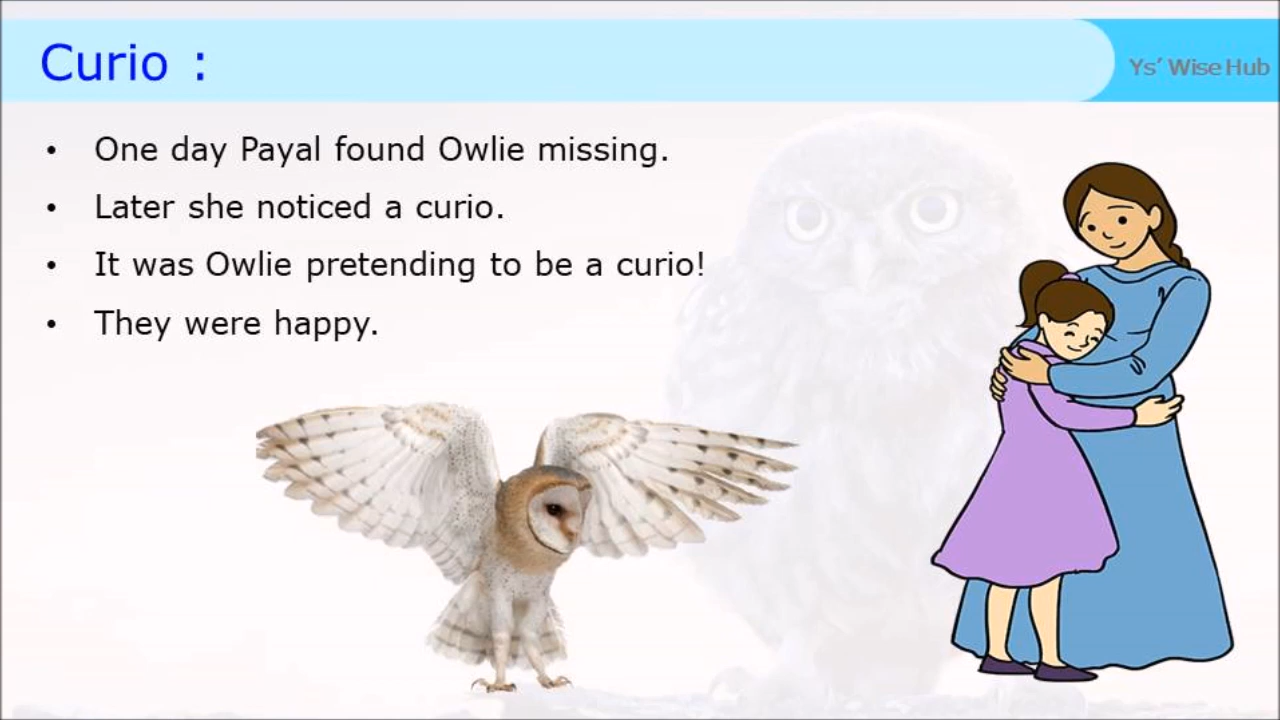 Curio :
Ys' Wise Hub
• One day Payal found Owlie missing.
• Later she noticed a curio.
• It was Owlie pretending to be a curio!
• They were happy.